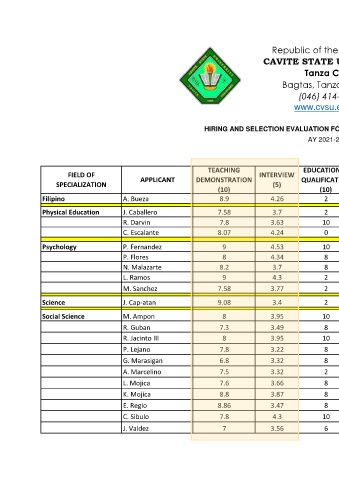 Republic of the
CAVITE STATE U
Tanza C
Bagtas, Tanza
(046) 414-
www.cvsu.e
HIRING AND SELECTION EVALUATION FO
AY 2021-2
FIELD OF SPECIALIZATION APPLICANT TEACHING DEMONSTRATION (10) INTERVIEW (5) EDUCATION QUALIFICAT (10)
Filipino A. Bueza 8.9 4.26 2
Physical Education J. Caballero 7.58 3.7 2
R. Darvin 7.8 3.63 10
C. Escalante 8.07 4.24 0
Psychology P. Fernandez 9 4.53 10
P. Flores 8 4.34 8
N. Malazarte 8.2 3.7 8
L. Ramos 9 4.3 2
M. Sanchez 7.58 3.77 2
Science J. Cap-atan 9.08 3.4 2
Social Science M. Ampon 8 3.95 10
R. Guban 7.3 3.49 8
R. Jacinto III 8 3.95 10
P. Lejano 7.8 3.22 8
G. Marasigan 6.8 3.32 8
A. Marcelino 7.5 3.32 2
L. Mojica 7.6 3.66 8
K. Mojica 8.8 3.87 8
E. Regio 8.86 3.47 8
C. Sibulo 7.8 4.3 10
J. Valdez 7 3.56 6